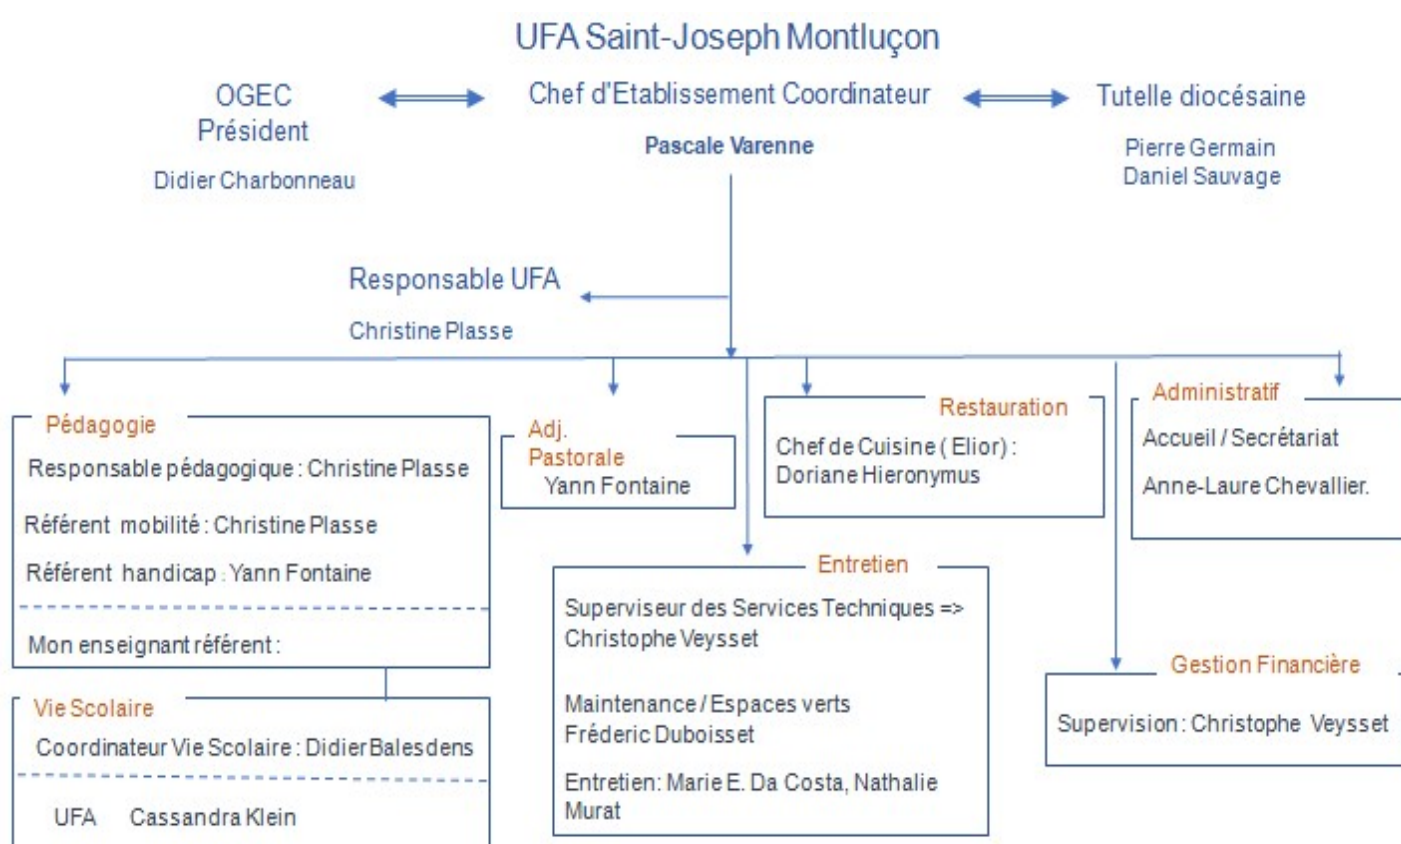 UFA Saint-Joseph Montluçon
OGEC
Président
Didier Charbonneau
Chef d'Etablissement Coordinateur
Pascale Varenne
Tutelle diocésaine
Pierre Germain
Daniel Sauvage
Responsable UFA
Christine Plasse
Pédagogie
Responsable pédagogique : Christine Plasse
Référent mobilité : Christine Plasse
Référent handicap : Yann Fontaine
Mon enseignant référent :
Vie Scolaire
Coordinateur Vie Scolaire : Didier Balesdens
UFA Cassandra Klein
Adj.
Pastorale
Yann Fontaine
Restauration
Chef de Cuisine ( Elior) :
Doriane Hieronymus
Administratif
Accueil / Secrétariat
Anne-Laure Chevallier.
Entretien
Superviseur des Services Techniques =>
Christophe Veysset
Maintenance / Espaces verts
Fréderic Duboisset
Entretien: Marie E. Da Costa, Nathalie
Murat
Gestion Financière
Supervision : Christophe Veysset